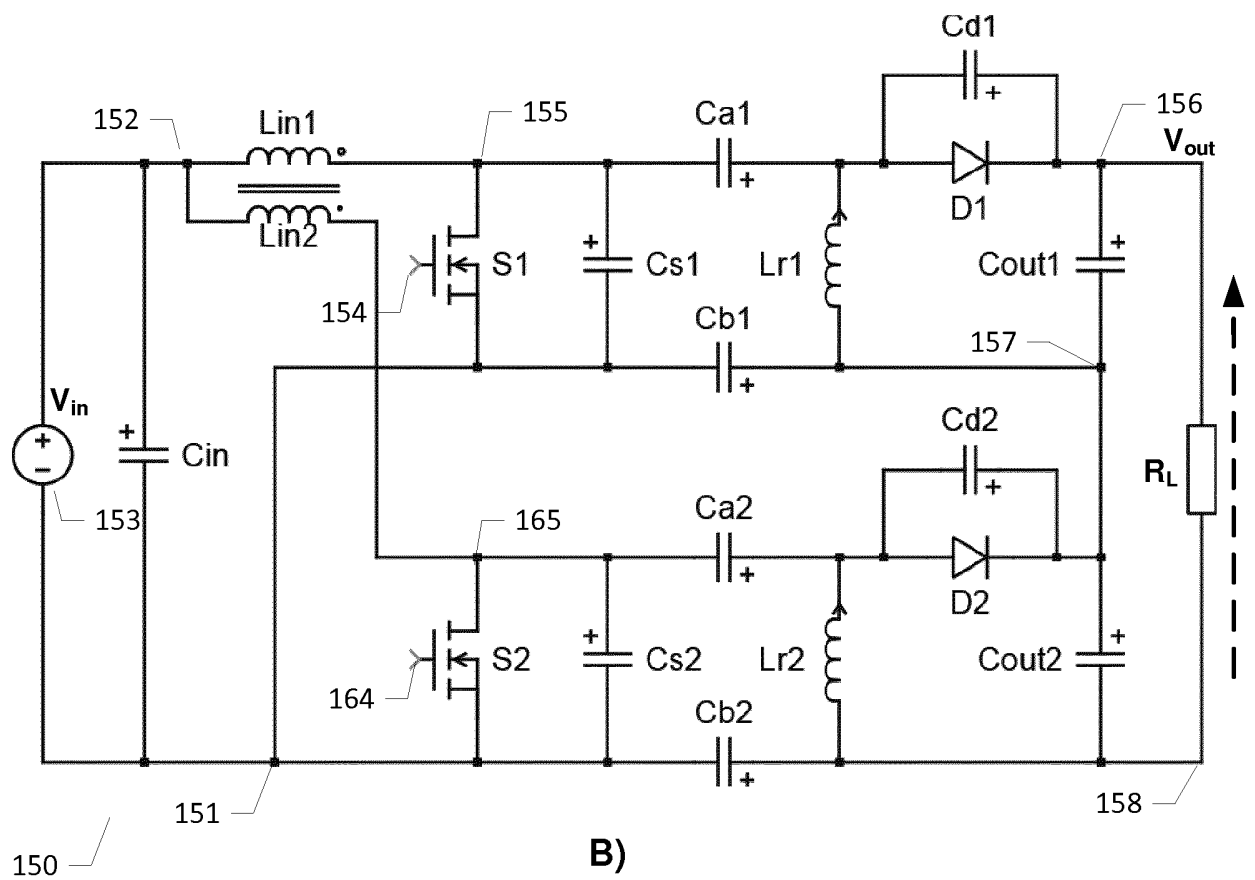 Cd1
152
Lin1
155
Ca1
156
Vout
Lin2
D1
154
S1
Cs1
Lr1
Cout1
Cb1
157
Vin
Cin
Cd2
RL
153
165
Ca2
D2
164
S2
Cs2
Lr2
Cout2
Cb2
151
158
150
B)